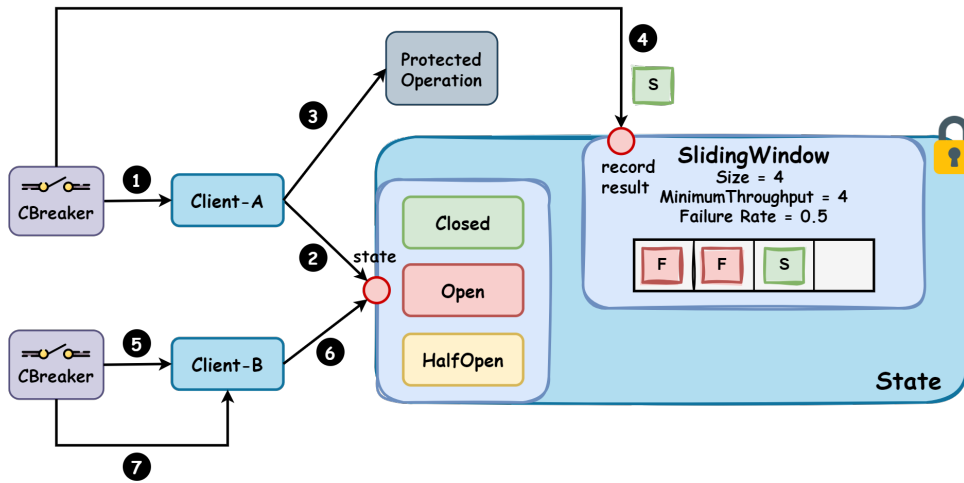 4
Protected
Operation
S
3
SlidingWindow
Size = 4
MinimumThroughput = 4
Failure Rate = 0.5
record
result
1
CBreaker
Client-A
Closed
2
state
F
F
S
Open
5
CBreaker
Client-B
6
HalfOpen
State
7